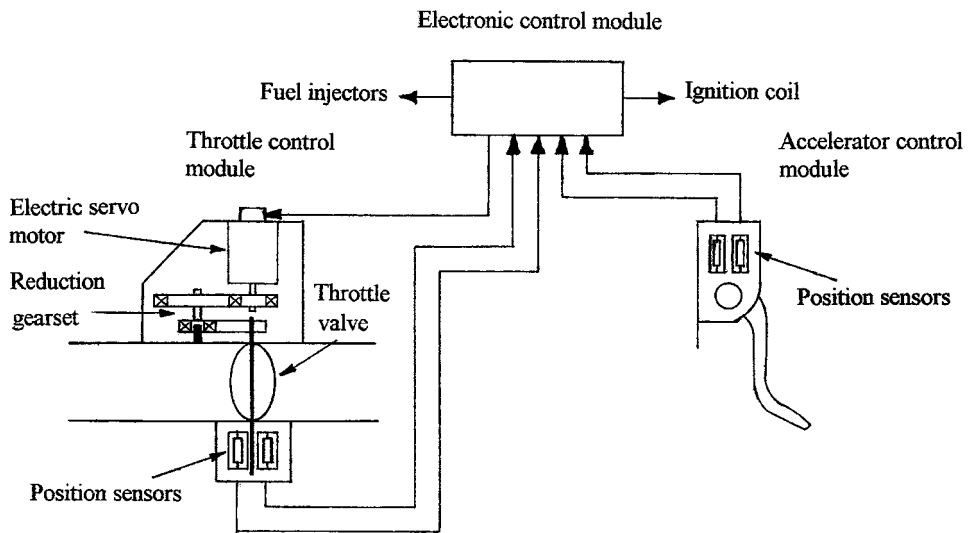 Electronic control module
Fuel injectors
Ignition coil
Throttle control
module
Accelerator control
module
Electric servo
motor
Reduction
gearset
Throttle
valve
Position sensors
Position sensors